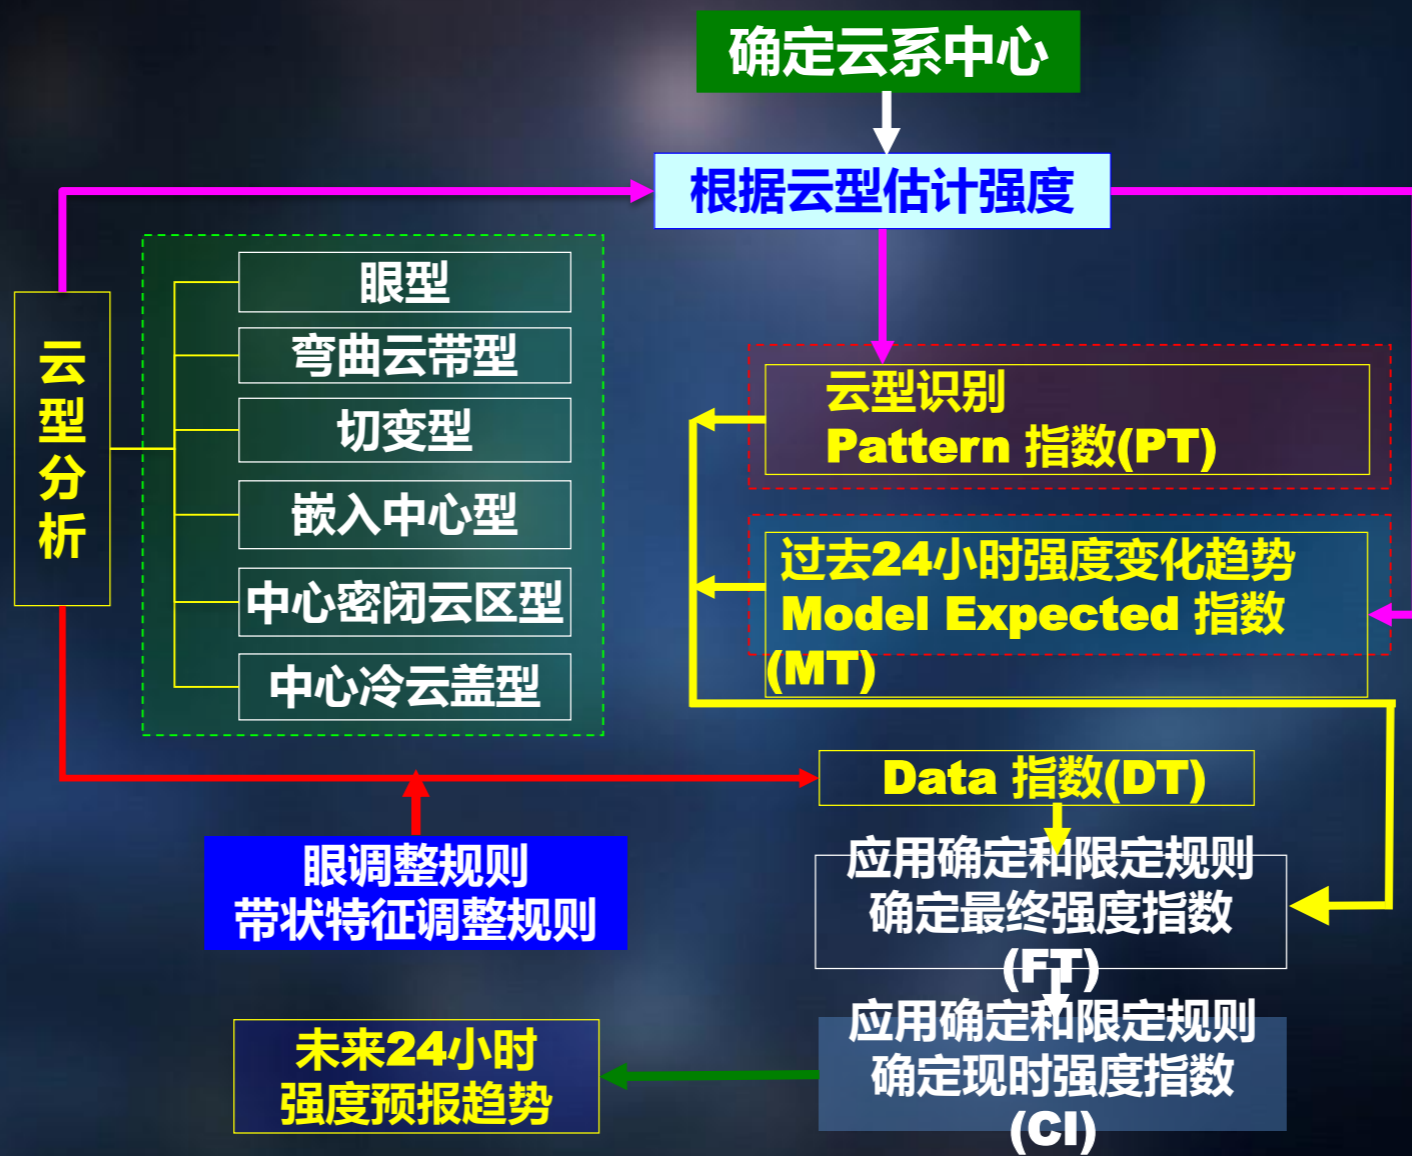 确定云系中心
根据云型估计强度
云型分析
眼型
弯曲云带型
切变型
嵌入中心型
中心密闭云区型
中心冷云盖型
云型识别
Pattern 指数(PT)
过去24小时强度变化趋势
Model Expected 指数
(MT)
Data 指数(DT)
眼调整规则
带状特征调整规则
应用确定和限定规则
确定最终强度指数
(FT)
应用确定和限定规则
确定现时强度指数
(CI)
未来24小时
强度预报趋势